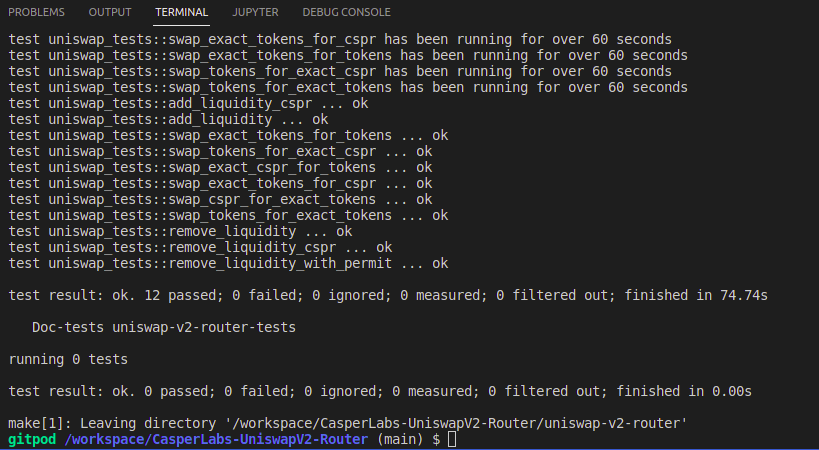 PROBLEMS OUTPUT TERMINAL JUPYTER DEBUG CONSOLE
test uniswap_tests::swap_exact_tokens_for_cspr has been running for over 60 seconds
test uniswap_tests::swap_exact_tokens_for_tokens has been running for over 60 seconds
test uniswap_tests::swap_tokens_for_exact_cspr has been running for over 60 seconds
test uniswap_tests::swap_tokens_for_exact_tokens has been running for over 60 seconds
test uniswap_tests::add_liquidity_cspr ... ok
test uniswap_tests::add_liquidity ... ok
test uniswap_tests::swap_exact_tokens_for_tokens ... ok
test uniswap_tests::swap_tokens_for_exact_cspr ... ok
test uniswap_tests::swap_exact_cspr_for_tokens ... ok
test uniswap_tests::swap_exact_tokens_for_cspr ... ok
test uniswap_tests::swap_cspr_for_exact_tokens ... ok
test uniswap_tests::swap_tokens_for_exact_tokens ... ok
test uniswap_tests::remove_liquidity ... ok
test uniswap_tests::remove_liquidity_cspr ... ok
test uniswap_tests::remove_liquidity_with_permit ... ok
test result: ok. 12 passed; 0 failed; 0 ignored; 0 measured; 0 filtered out; finished in 74.74s
Doc-tests uniswap-v2-router-tests
running 0 tests
test result: ok. 0 passed; 0 failed; 0 ignored; 0 measured; 0 filtered out; finished in 0.00s
make[1]: Leaving directory '/workspace/CasperLabs-UniswapV2-Router/uniswap-v2-router'
gitpod /workspace/CasperLabs-UniswapV2-Router (main) $